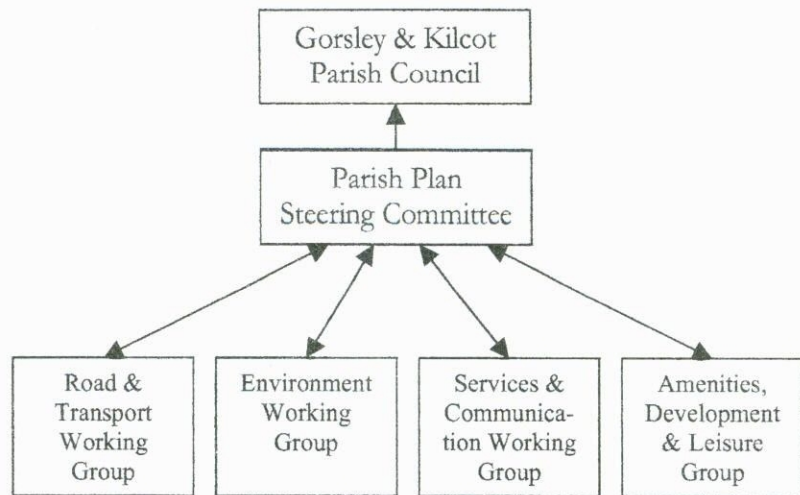 Gorsley & Kilcot
Parish Council
Parish Plan
Steering Committee
Road &
Transport
Working
Group
Environment
Working
Group
Services &
Communica-
tion Working
Group
Amenities,
Development
& Leisure
Group